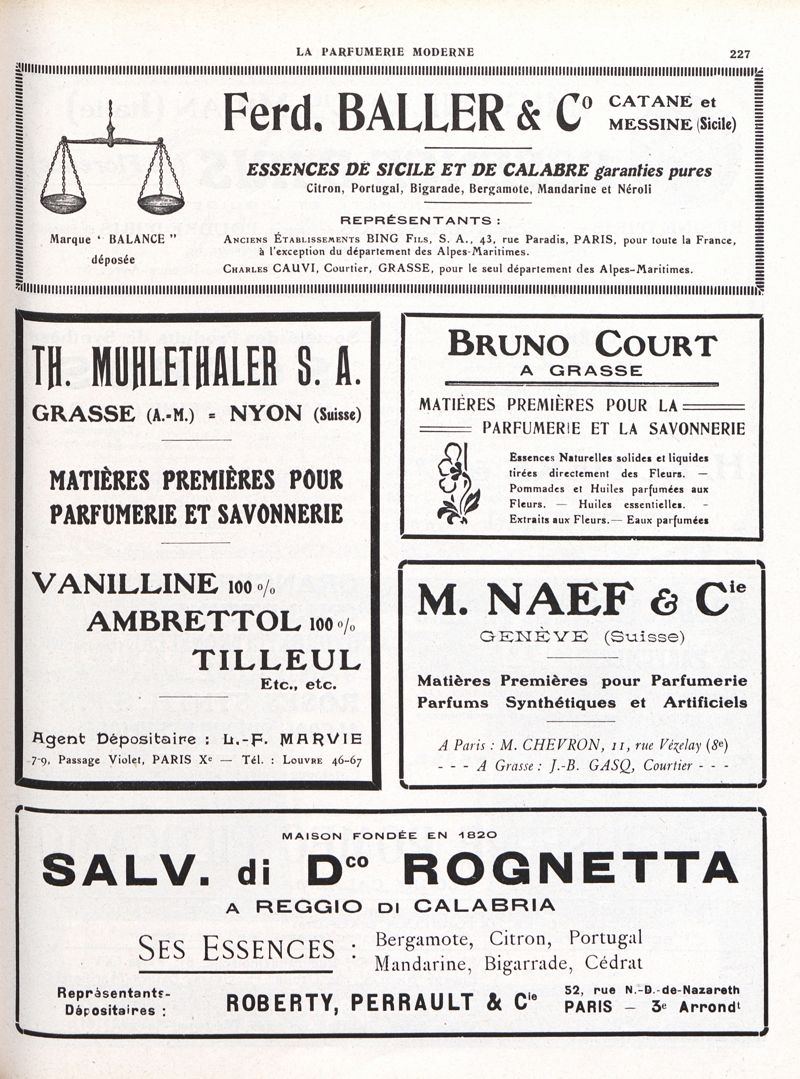 LA PARFUMERIE MODERNE
227
Ferd. BALLER & Cº
CATANE et
MESSINE (Sicile)
ESSENCES DE SICILE ET DE CALABRE garanties pures
Citron, Portugal, Bigarade, Bergamote, Mandarine et Néroli
Marque “ BALANCE ”
déposée
REPRÉSENTANTS :
ANCIENS ÉTABLISSEMENTS BING FILS, S. A., 43, rue Paradis, PARIS, pour toute la France,
à l'exception du département des Alpes-Maritimes.
CHARLES CAUVI, Courtier, GRASSE, pour le seul département des Alpes-Maritimes.
TH. MUHLETHALER S. A.
GRASSE (A.-M.) = NYON (Suisse)
MATIÈRES PREMIÈRES POUR
PARFUMERIE ET SAVONNERIE
VANILLINE 100 %
AMBRETTOL 100 %
TILLEUL
Etc., etc.
Agent Dépositaire : L.-F. MARVIE
7-9, Passage Violet, PARIS Xe — Tél. : LOUVRE 46-67
BRUNO COURT
A GRASSE
MATIÉRES PREMIÈRES POUR LA
PARFUMERIE ET LA SAVONNERIE
Essences Naturelles solides et liquides
tirées directement des Fleurs. —
Pommades et Huiles parfumées aux
Fleurs. — Huiles essentielles. -
Extraits aux Fleurs. — Eaux parfumées
M. NAEF & Cie
GENÈVE (Suisse)
Matières Premières pour Parfumerie
Parfums Synthétiques et Artificiels
A Paris : M. CHEVRON, 11, rue Vézelay (8e)
- - - A Grasse : J.-B. GASQ, Courtier - - -
MAISON FONDÉE EN 1820
SALV. di Dco ROGNETTA
A REGGIO DI CALABRIA
SES ESSENCES :
Bergamote, Citron, Portugal
Mandarine, Bigarrade, Cédrat
Représentants-
Dépositaires :
ROBERTY, PERRAULT & Cie
52, rue N.-D.-de-Nazareth
PARIS — 3e Arrondt